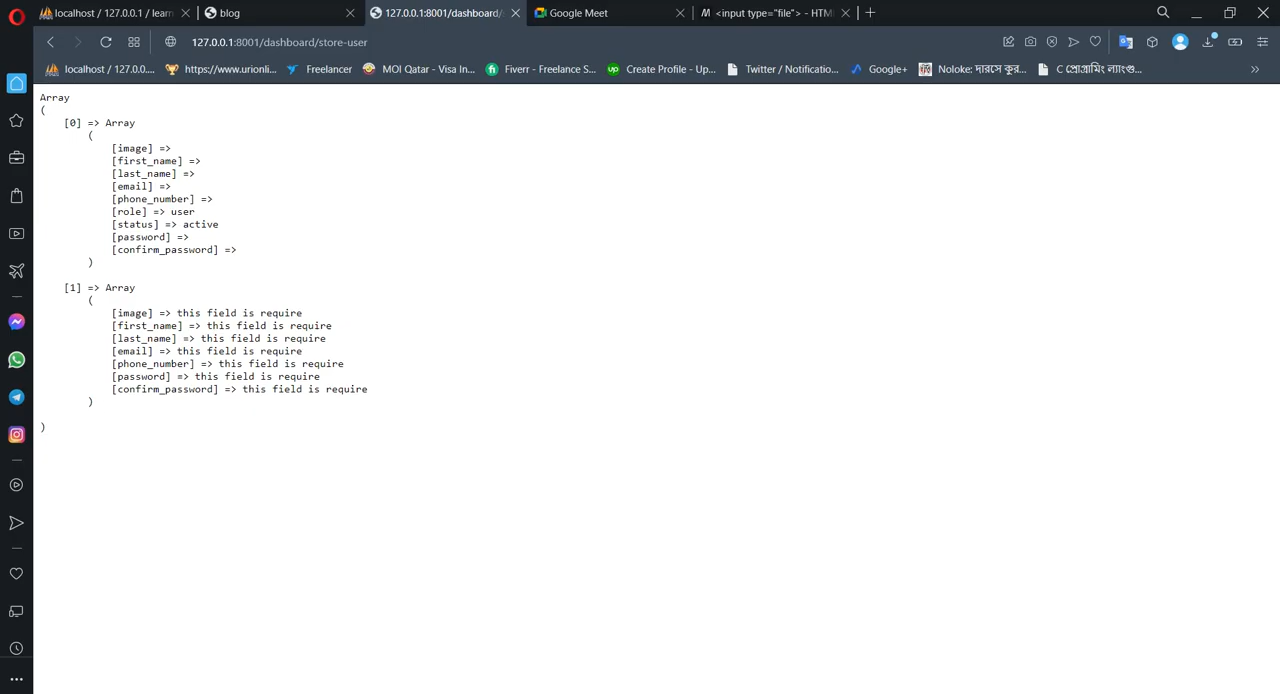 localhost / 127.0.0.1 / learn
blog
127.0.0.1:8001/dashboard/
Google Meet
<input type="file"> - HTM
127.0.0.1:8001/dashboard/store-user
localhost / 127.0.0....
https://www.urionli...
Freelancer
MOI Qatar - Visa In...
Fiverr - Freelance S...
up Create Profile - Up...
Twitter / Notificatio...
Google+
Noloke: দারসে কুর...
C প্রোগ্রামিং ল্যাংগু...
Array
(
[0] => Array
(
[image] =>
[first_name] =>
[last_name] =>
[email] =>
[phone_number] =>
[role] => user
[status] => active
[password] =>
[confirm_password] =>
)
[1] => Array
(
[image] => this field is require
[first_name] => this field is require
[last_name] => this field is require
[email] => this field is require
[phone_number] => this field is require
[password] => this field is require
[confirm_password] => this field is require
)
)